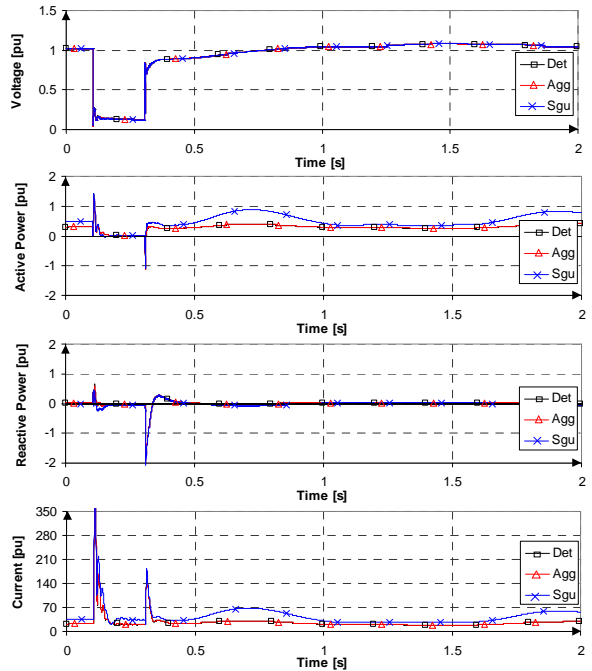 Voltage [pu]
1.5
1
0.5
0
0 0.5 1 1.5 2
Time [s]
Det
Agg
Sgu
Active Power [pu]
2
1
0
-1
-2
0 0.5 1 1.5 2
Time [s]
Det
Agg
Sgu
Reactive Power [pu]
2
1
0
-1
-2
0 0.5 1 1.5 2
Time [s]
Det
Agg
Sgu
Current [pu]
350
280
210
140
70
0
0 0.5 1 1.5 2
Time [s]
Det
Agg
Sgu